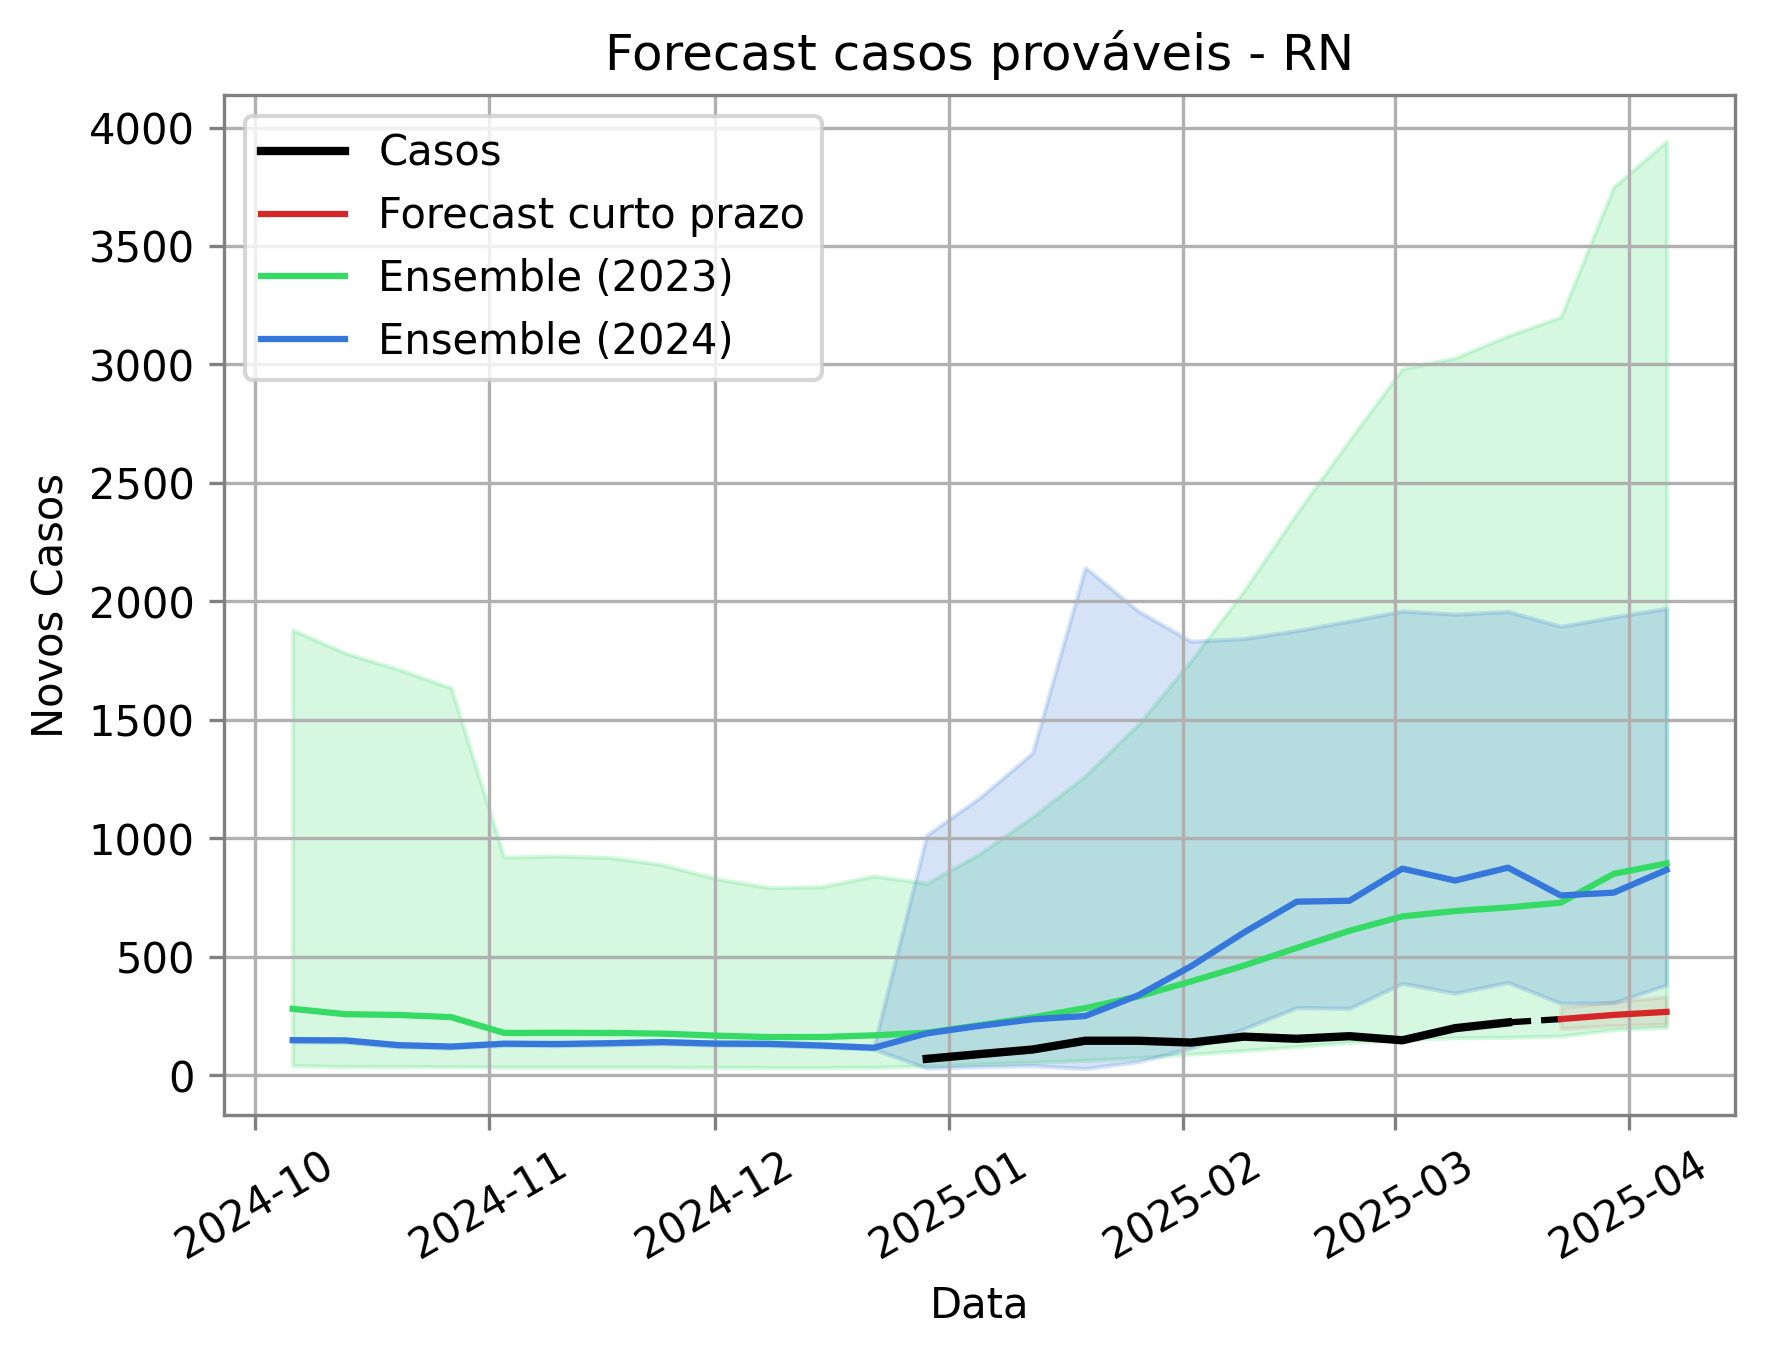 Forecast casos prováveis - RN
Casos
Forecast curto prazo
Ensemble (2023)
Ensemble (2024)
Novos Casos
4000
3500
3000
2500
2000
1500
1000
500
0
2024-10
2024-11
2024-12
2025-01
2025-02
2025-03
2025-04
Data